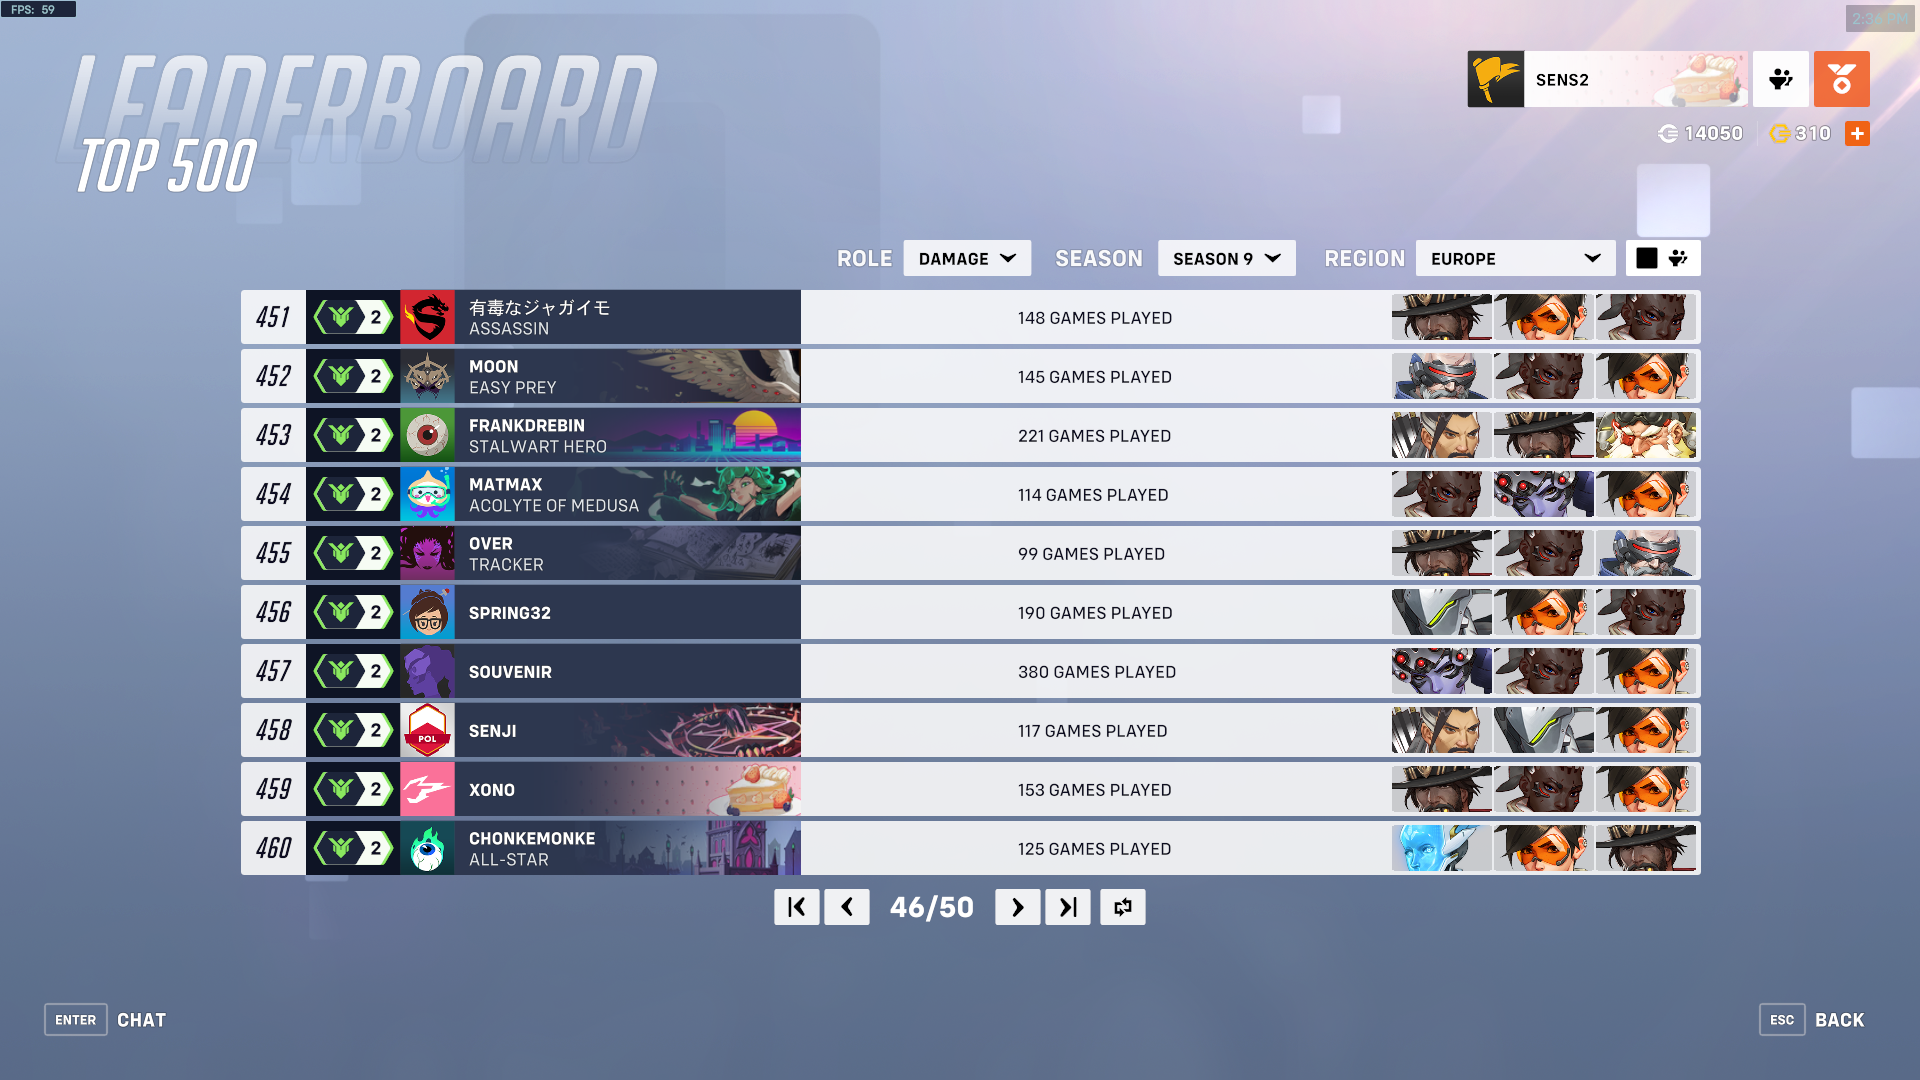 FPS: 59
2:36 PM
LEADERBOARD
TOP 500
SENS2
14050
310
ROLE
DAMAGE
SEASON
SEASON 9
REGION
EUROPE
451
2
有毒なジャガイモ
ASSASSIN
148 GAMES PLAYED
452
2
MOON
EASY PREY
145 GAMES PLAYED
453
2
FRANKDREBIN
STALWART HERO
221 GAMES PLAYED
454
2
MATMAX
ACOLYTE OF MEDUSA
114 GAMES PLAYED
455
2
OVER
TRACKER
99 GAMES PLAYED
456
2
SPRING32
190 GAMES PLAYED
457
2
SOUVENIR
380 GAMES PLAYED
458
2
POL
SENJI
117 GAMES PLAYED
459
2
XONO
153 GAMES PLAYED
460
2
CHONKEMONKE
ALL-STAR
125 GAMES PLAYED
46/50
ENTER
CHAT
ESC
BACK